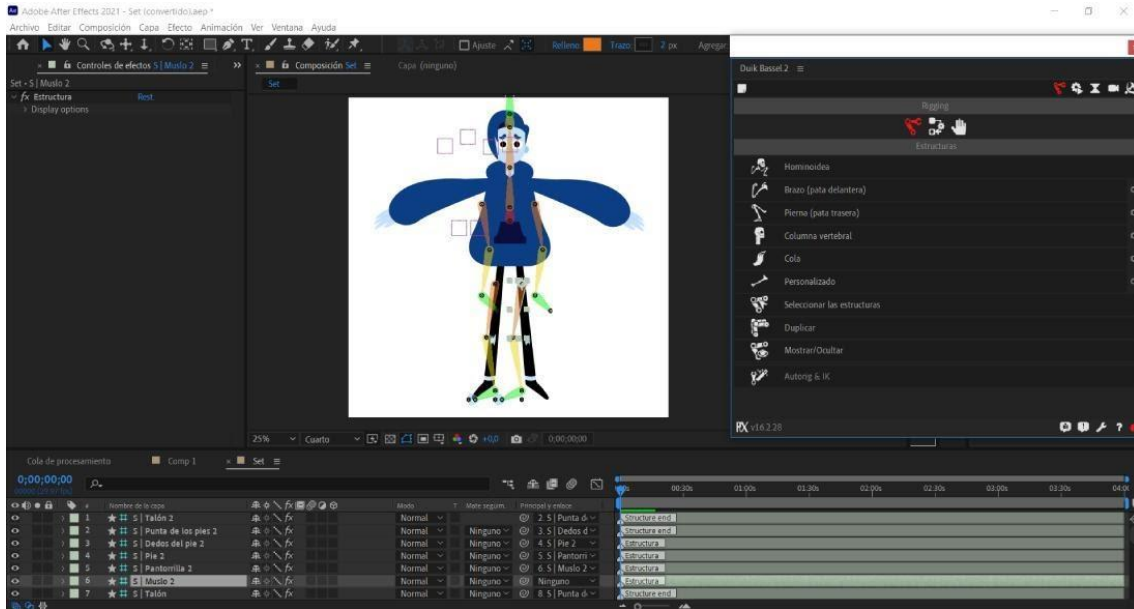 Adobe After Effects 2021 - Set (convertido).aep *
Archivo Editar Composición Capa Efecto Animación Ver Ventana Ayuda
Ajuste Relleno Trazo 2 px Agregar:
Controles de efectos S | Muslo 2
Composición Set
Capa (ninguno)
Set • S | Muslo 2
Set
fx Estructura Rest.
Display options
Duik Bassel.2
Rigging
Estructuras
Hominoidea
Brazo (pata delantera)
Pierna (pata trasera)
Columna vertebral
Cola
Personalizado
Seleccionar las estructuras
Duplicar
Mostrar/Ocultar
Autorig & IK
v16.2.28
25% Cuarto +0,0 0;00;00;00
Cola de procesamiento Comp 1 Set
0;00;00;00
00:30s 01:00s 01:30s 02:00s 02:30s 03:00s 03:30s 04:00
# Nombre de la capa Modo T Mate seguim. Principal y enlace
1 S | Talón 2 Normal 2. S | Punta d Structure end
2 S | Punta de los pies 2 Normal Ninguno 3. S | Dedos d Structure end
3 S | Dedos del pie 2 Normal Ninguno 4. S | Pie 2 Estructura
4 S | Pie 2 Normal Ninguno 5. S | Pantorri Estructura
5 S | Pantorrilla 2 Normal Ninguno 6. S | Muslo 2 Estructura
6 S | Muslo 2 Normal Ninguno Ninguno Estructura
7 S | Talón Normal Ninguno 8. S | Punta d Structure end